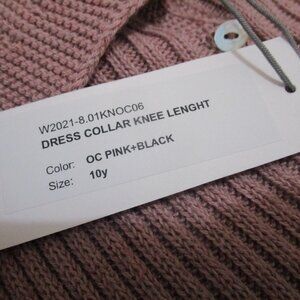 W2021-8.01KNOC06
DRESS COLLAR KNEE LENGHT
Color: OC PINK+BLACK
Size: 10y